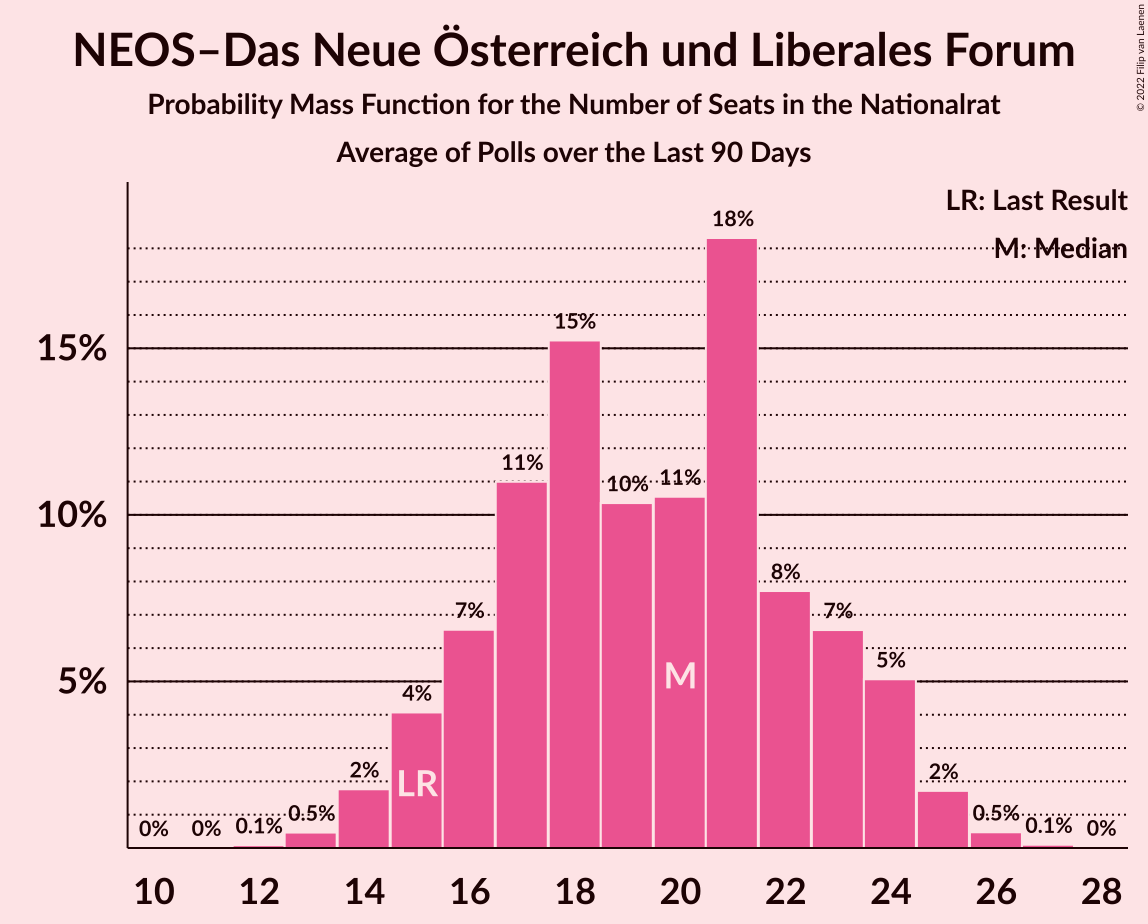 NEOS–Das Neue Österreich und Liberales Forum
Probability Mass Function for the Number of Seats in the Nationalrat
Average of Polls over the Last 90 Days
© 2022 Filip van Laenen
LR: Last Result
M: Median
15%
10%
5%
0%
0%
0.1%
0.5%
2%
4%
7%
11%
15%
10%
11%
18%
8%
7%
5%
2%
0.5%
0.1%
0%
LR
M
10 12 14 16 18 20 22 24 26 28